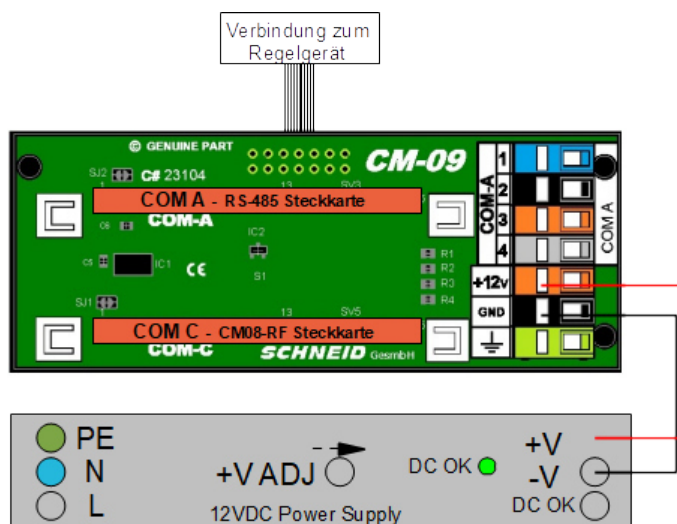 Verbindung zum
Regelgerät
© GENUINE PART
CM-09
SJ2 C# 23104
1 13 SV3
COM A - RS-485 Steckkarte
COM-A
C6
IC2
C5 IC1
CE
S1
R1
R2
R3
R4
SJ1
1 13 SV5
COM C - CM08-RF Steckkarte
COM-C
SCHNEID GesmbH
COM-A
1
2
3
4
COM A
+12v
GND
PE
N
L
+V ADJ
12VDC Power Supply
DC OK
+V
-V
DC OK